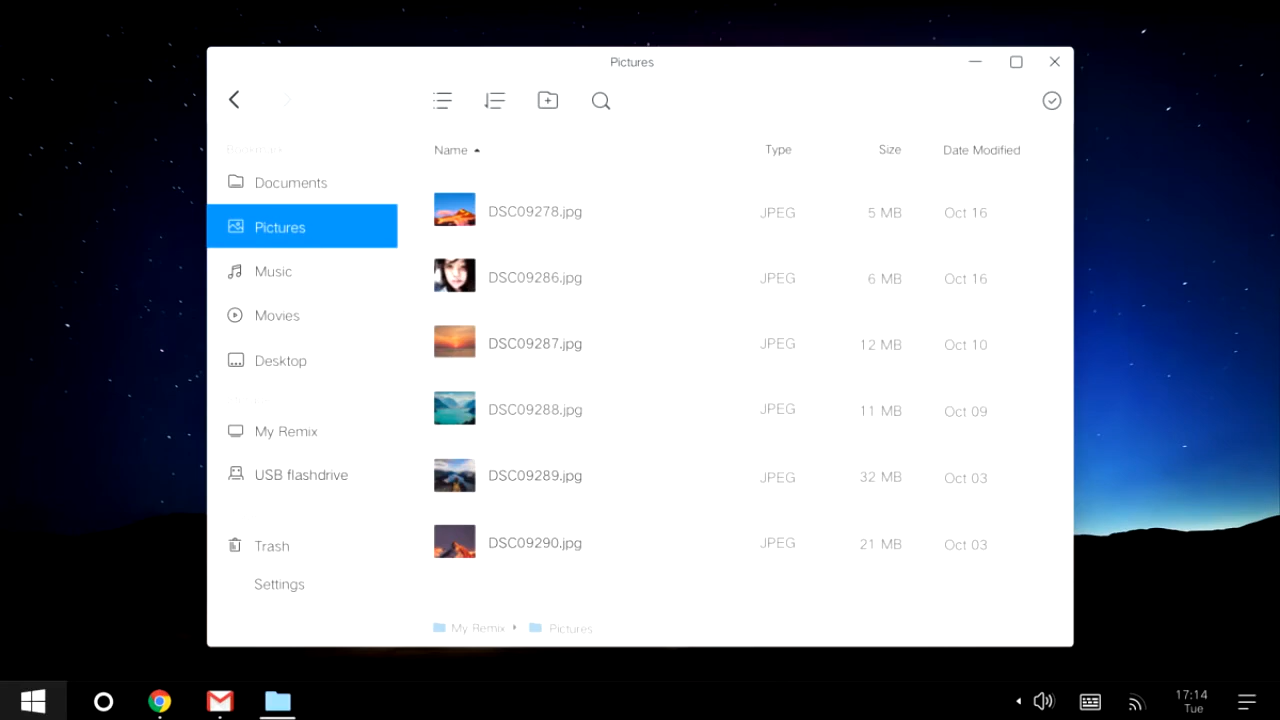 Pictures
Bookmark
Name Type Size Date Modified
Documents
Pictures
Music
Movies
Desktop
My Remix
USB flashdrive
Trash
Settings
DSC09278.jpg JPEG 5 MB Oct 16
DSC09286.jpg JPEG 6 MB Oct 16
DSC09287.jpg JPEG 12 MB Oct 10
DSC09288.jpg JPEG 11 MB Oct 09
DSC09289.jpg JPEG 32 MB Oct 03
DSC09290.jpg JPEG 21 MB Oct 03
My Remix Pictures
17:14
Tue